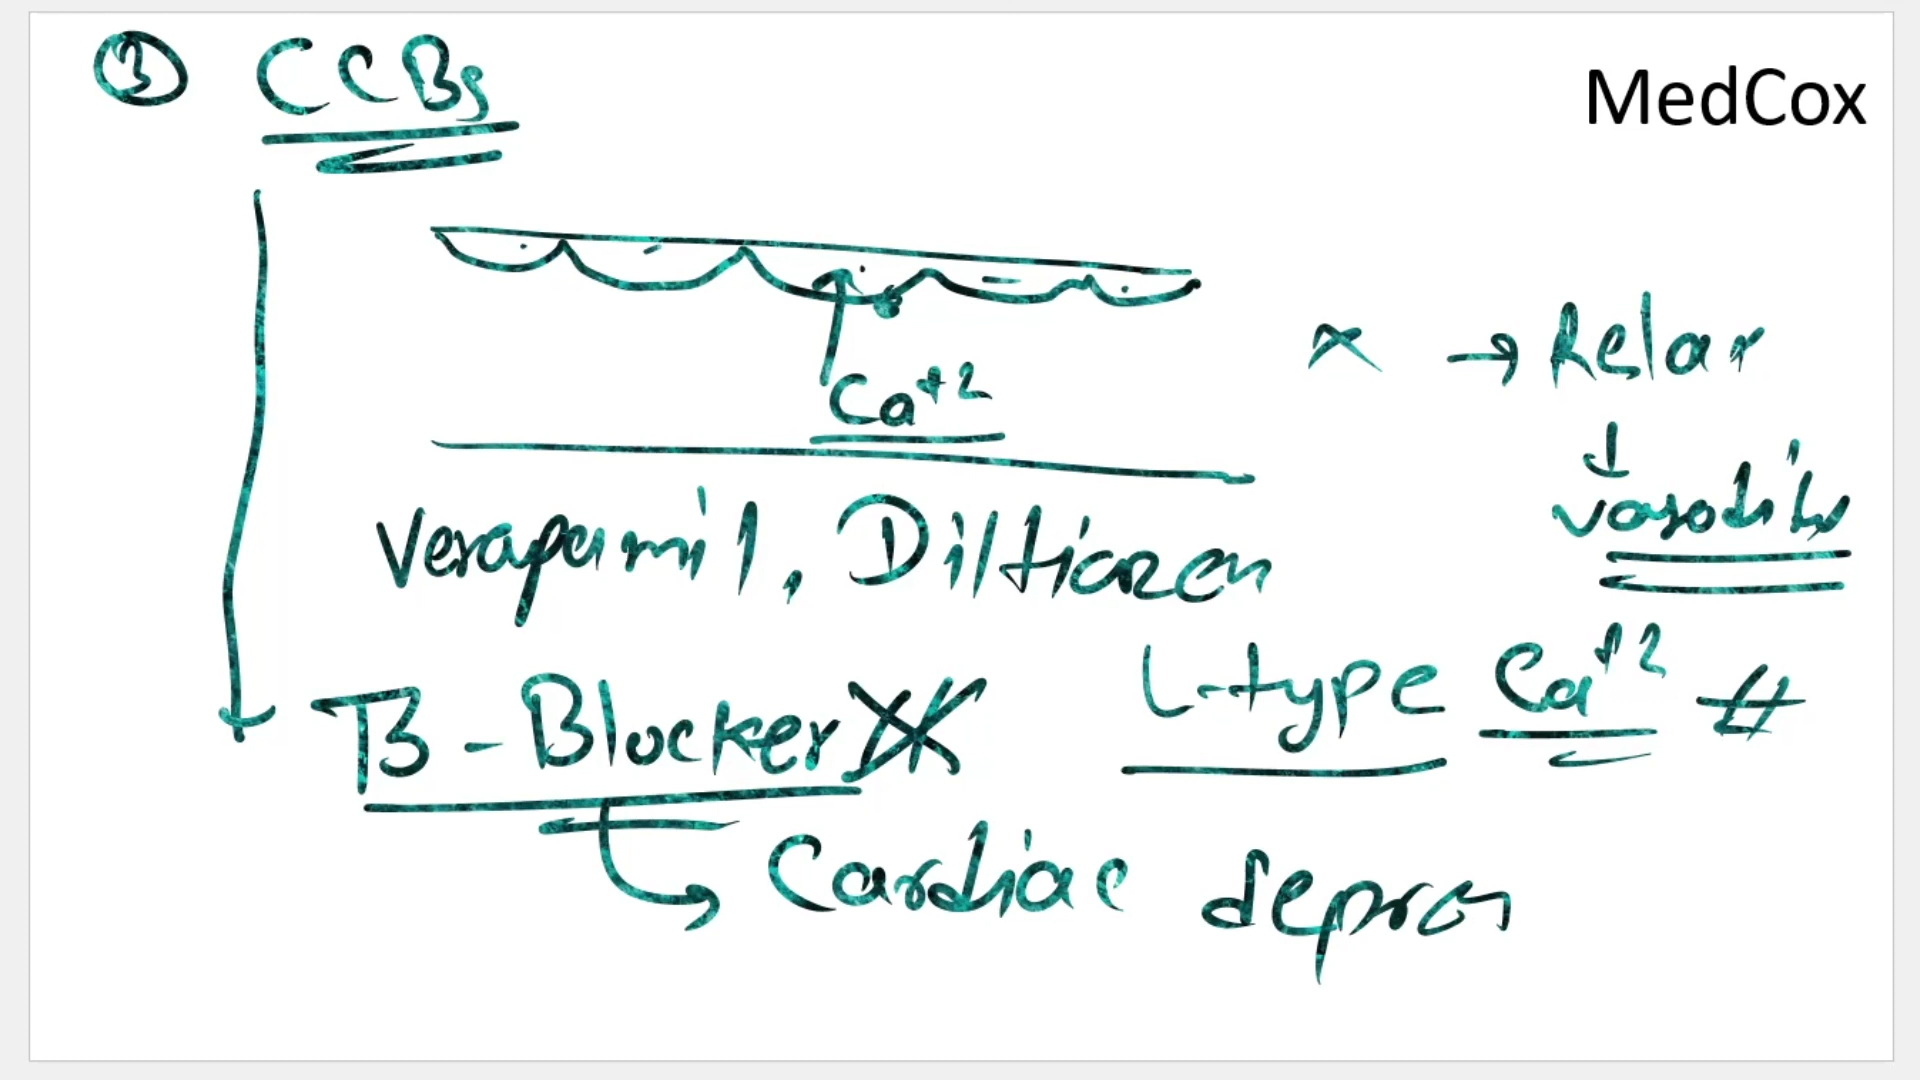 ③ CCBs
MedCox
Ca+2
x → Relax
↓
vasodila
Verapamil, Diltiazem
L-type Ca+2 #
B-Blocker
Cardiac depress